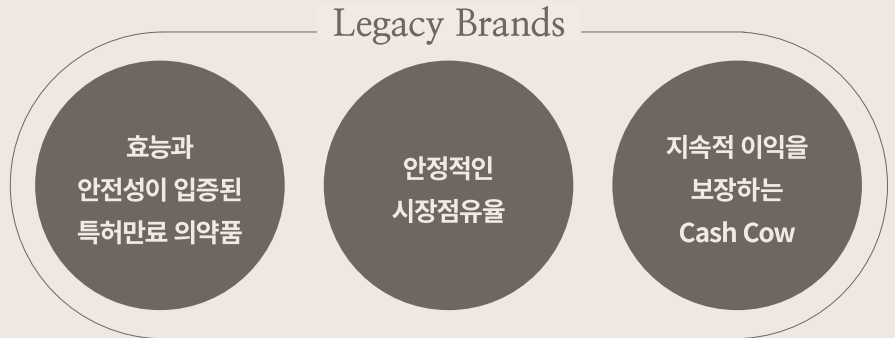 Legacy Brands
효능과
안전성이 입증된
특허만료 의약품
안정적인
시장점유율
지속적 이익을
보장하는
Cash Cow